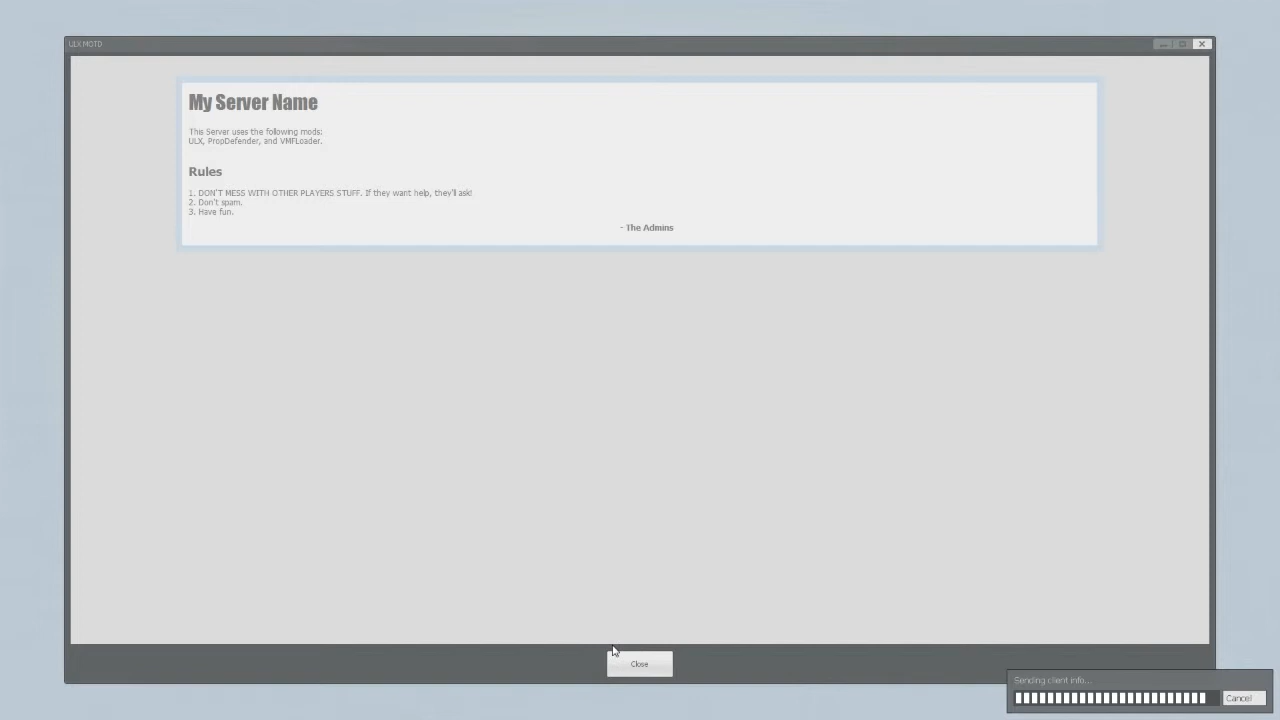 ULX MOTD
My Server Name
This Server uses the following mods:
ULX, PropDefender, and VMFLoader.
Rules
1. DON'T MESS WITH OTHER PLAYERS STUFF. If they want help, they'll ask!
2. Don't spam.
3. Have fun.
- The Admins
Close
Sending client info...
Cancel